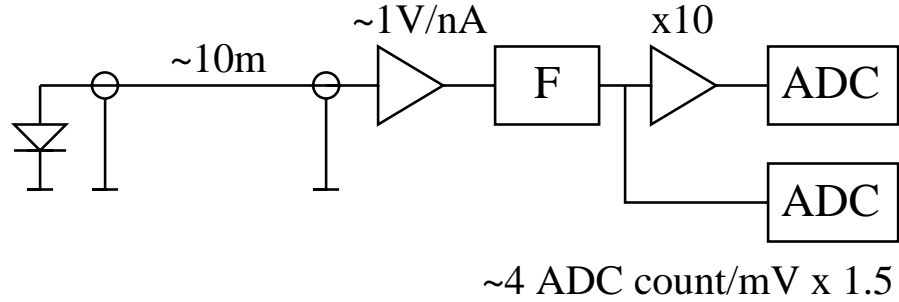 ~1V/nA
x10
~10m
F
ADC
ADC
~4 ADC count/mV x 1.5